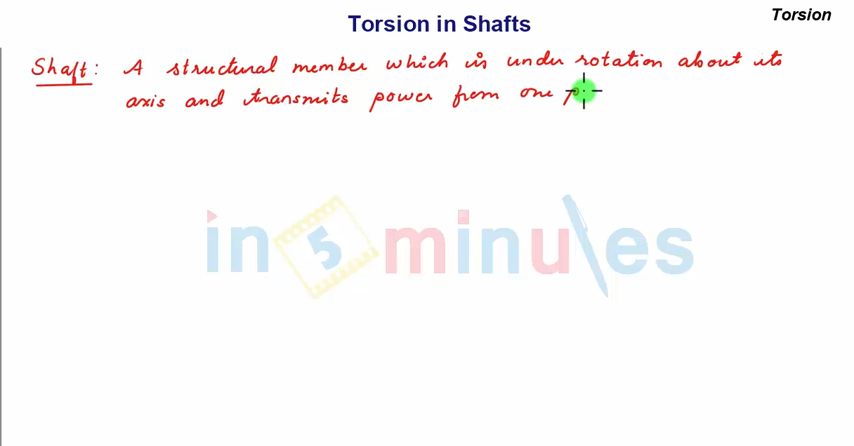 Torsion in Shafts
Torsion
Shaft: A structural member which is under rotation about its
axis and transmits power from one p
in 5 minutes